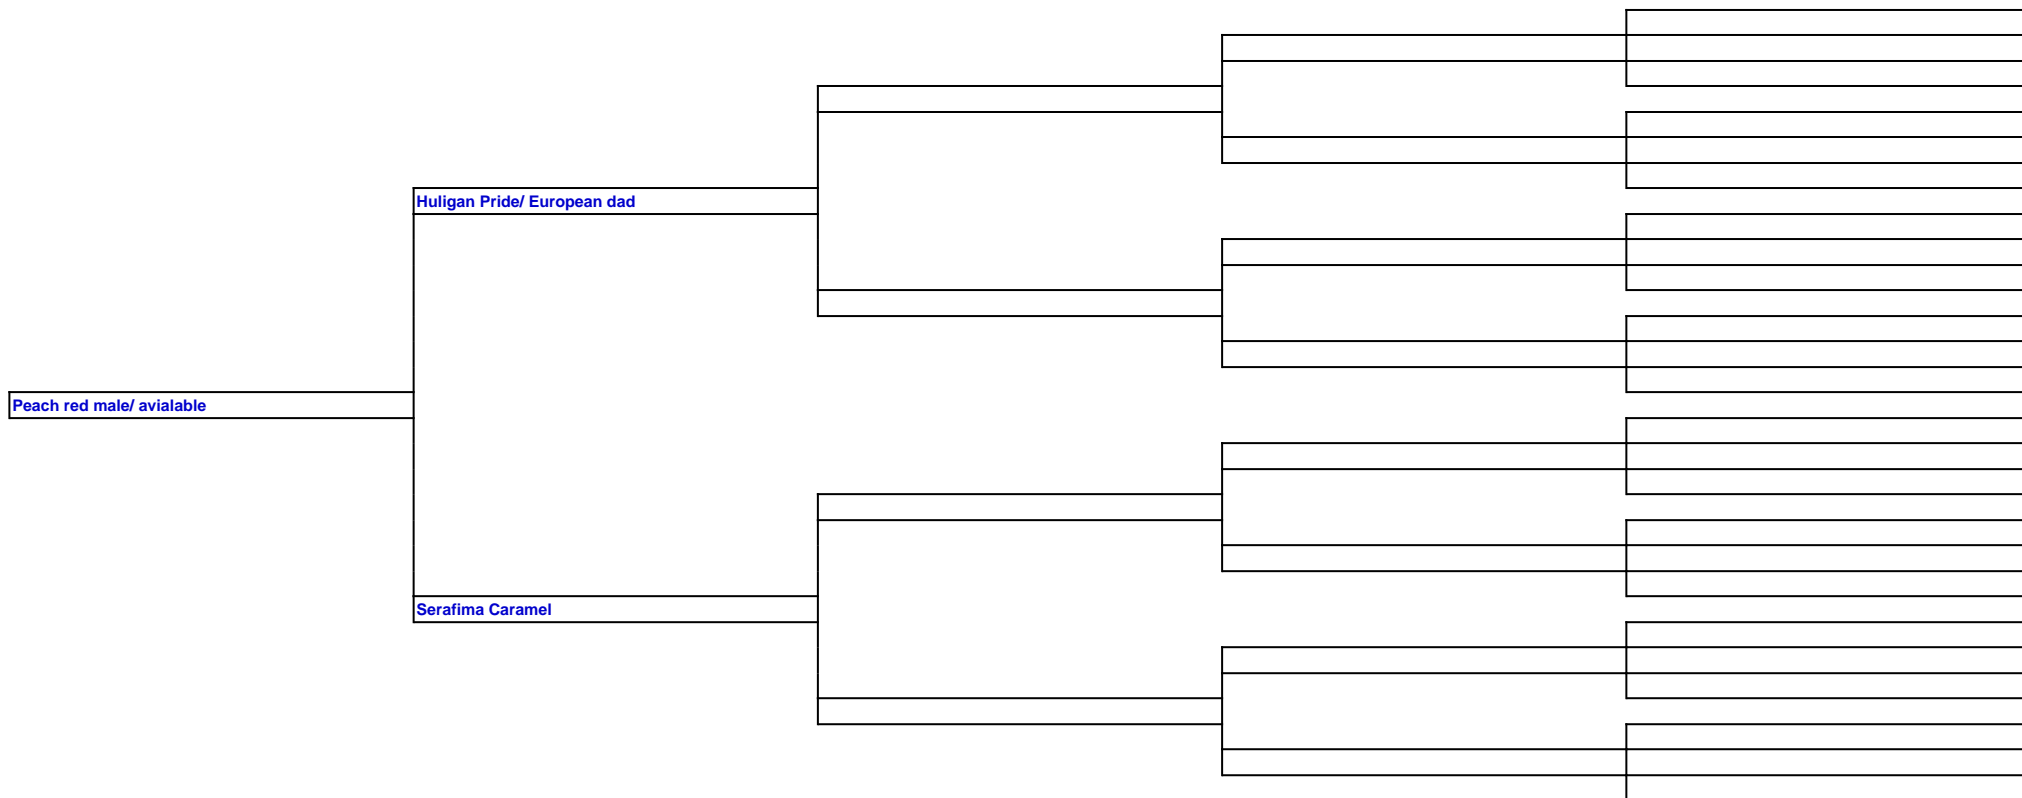 Huligan Pride/ European dad
Peach red male/ avialable
Serafima Caramel